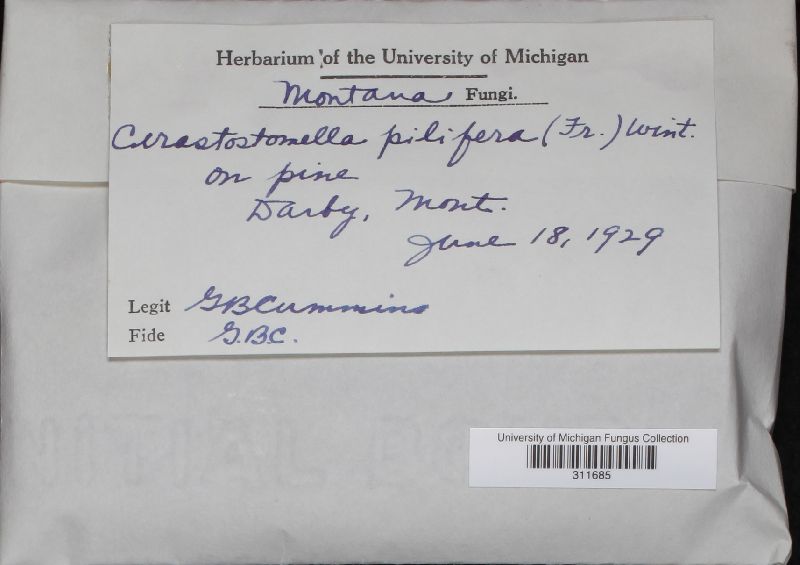 Herbarium of the University of Michigan
Montana Fungi.
Cerastostomella pilifera (Fr.) Wint.
on pine
Darby, Mont.
June 18, 1929
Legit GBCummins
Fide G.B.C.
University of Michigan Fungus Collection
311685